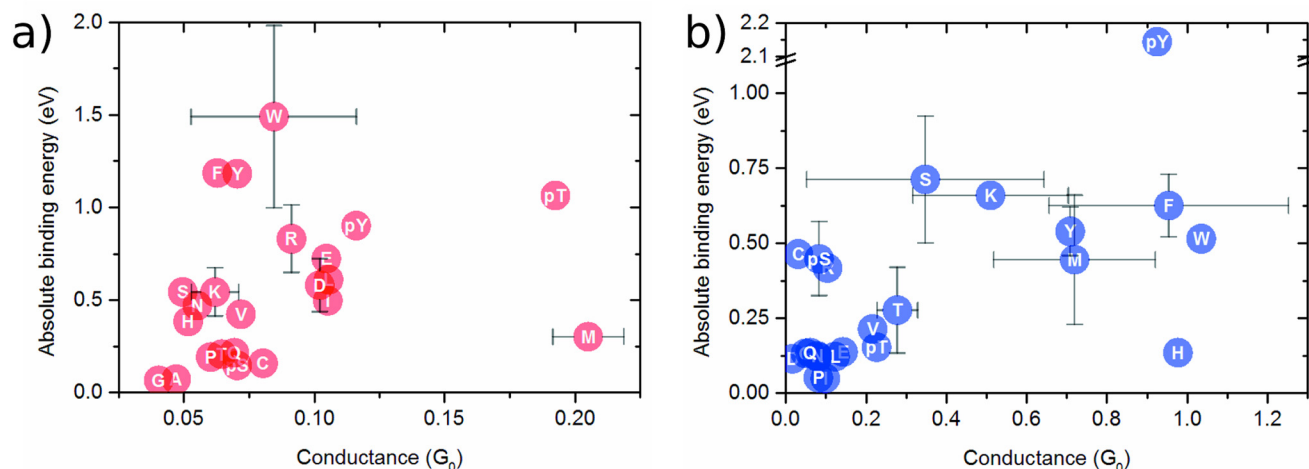 a)
Absolute binding energy (eV)
2.0
1.5
1.0
0.5
0.0
W
F Y
pT
pY
R
E
D
I
S
N
K
H
V
M
P
T
Q
pS
C
G A
0.05 0.10 0.15 0.20
Conductance (G0)
b)
Absolute binding energy (eV)
2.2
2.1
1.00
0.75
0.50
0.25
0.00
pY
S
K
F
Y
W
M
C
pS
T
V
pT
H
Q
N
L
E
P
0.0 0.2 0.4 0.6 0.8 1.0 1.2
Conductance (G0)